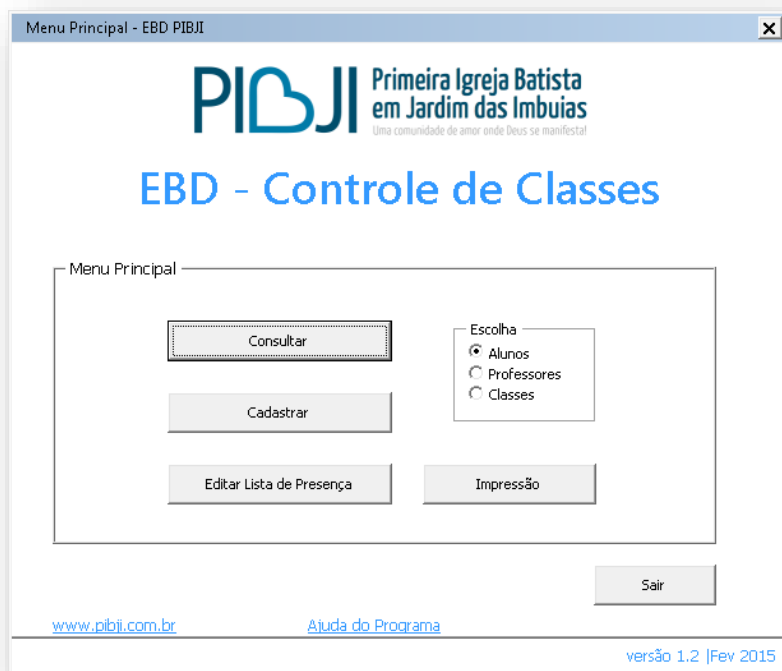 Menu Principal - EBD PIBJI
PIBJI Primeira Igreja Batista
em Jardim das Imbuias
Uma comunidade de amor onde Deus se manifesta!
EBD - Controle de Classes
Menu Principal
Consultar
Escolha
Alunos
Professores
Classes
Cadastrar
Editar Lista de Presença
Impressão
Sair
www.pibji.com.br
Ajuda do Programa
versão 1.2 |Fev 2015